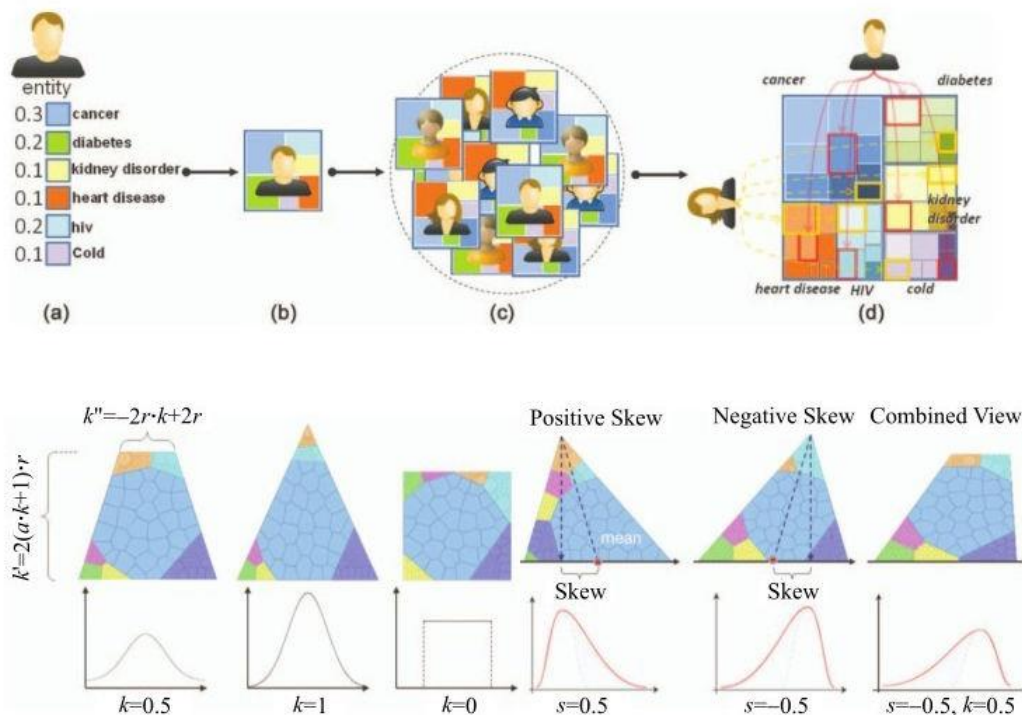 entity
0.3 cancer
0.2 diabetes
0.1 kidney disorder
0.1 heart disease
0.2 hiv
0.1 Cold
(a)
(b)
(c)
cancer
diabetes
kidney
disorder
heart disease
HIV
cold
(d)
k"=−2r·k+2r
k'=2(a·k+1)·r
Positive Skew
Negative Skew
Combined View
mean
Skew
Skew
k=0.5
k=1
k=0
s=0.5
s=−0.5
s=−0.5, k=0.5